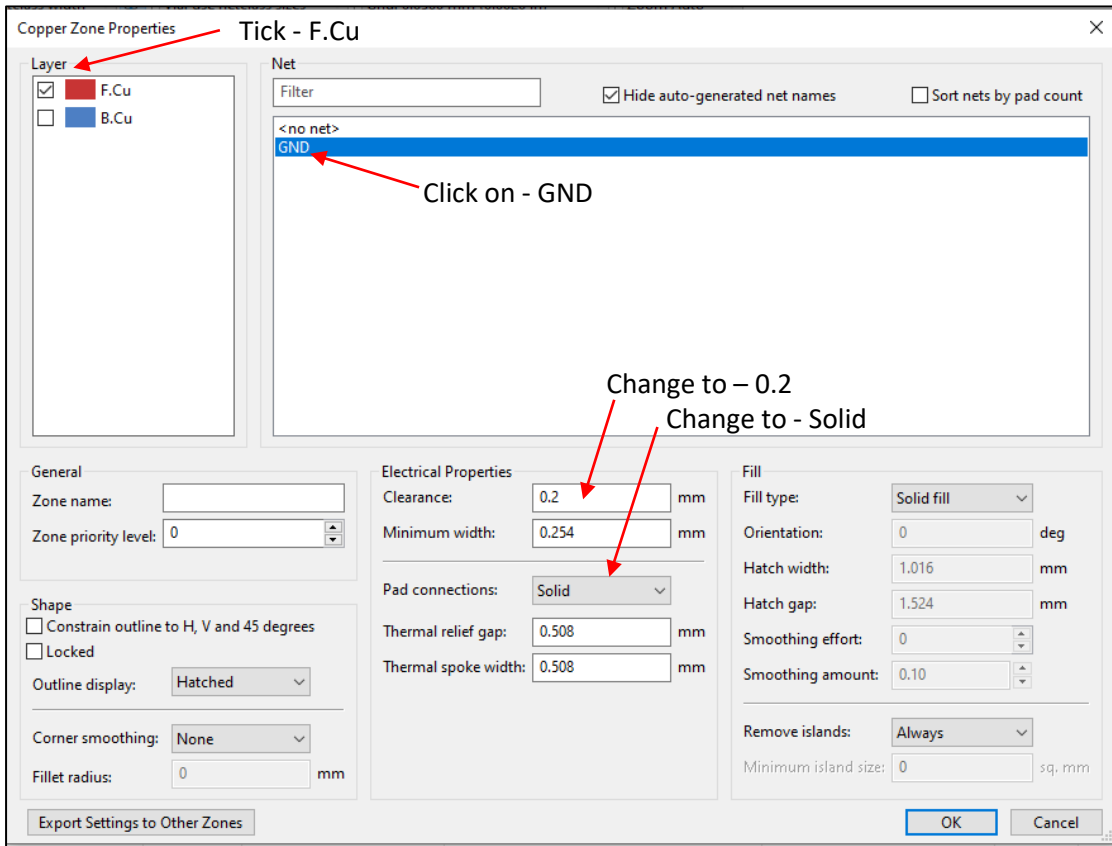 Copper Zone Properties
Tick - F.Cu
Layer
F.Cu
B.Cu
Net
Filter
Hide auto-generated net names
Sort nets by pad count
<no net>
GND
Click on - GND
Change to – 0.2
Change to - Solid
General
Zone name:
Zone priority level: 0
Shape
Constrain outline to H, V and 45 degrees
Locked
Outline display: Hatched
Corner smoothing: None
Fillet radius: 0 mm
Electrical Properties
Clearance: 0.2 mm
Minimum width: 0.254 mm
Pad connections: Solid
Thermal relief gap: 0.508 mm
Thermal spoke width: 0.508 mm
Fill
Fill type: Solid fill
Orientation: 0 deg
Hatch width: 1.016 mm
Hatch gap: 1.524 mm
Smoothing effort: 0
Smoothing amount: 0.10
Remove islands: Always
Minimum island size: 0 sq. mm
Export Settings to Other Zones
OK
Cancel